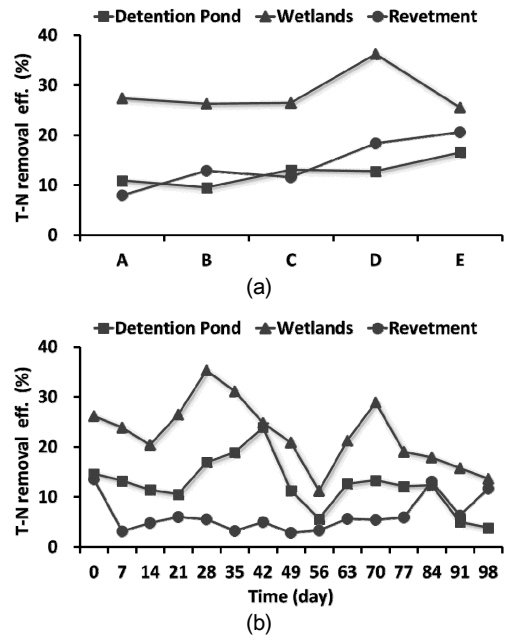 Detention Pond Wetlands Revetment
40
30
20
10
0
T-N removal eff. (%)
A B C D E
(a)
Detention Pond Wetlands Revetment
40
30
20
10
0
T-N removal eff. (%)
0 7 14 21 28 35 42 49 56 63 70 77 84 91 98
Time (day)
(b)